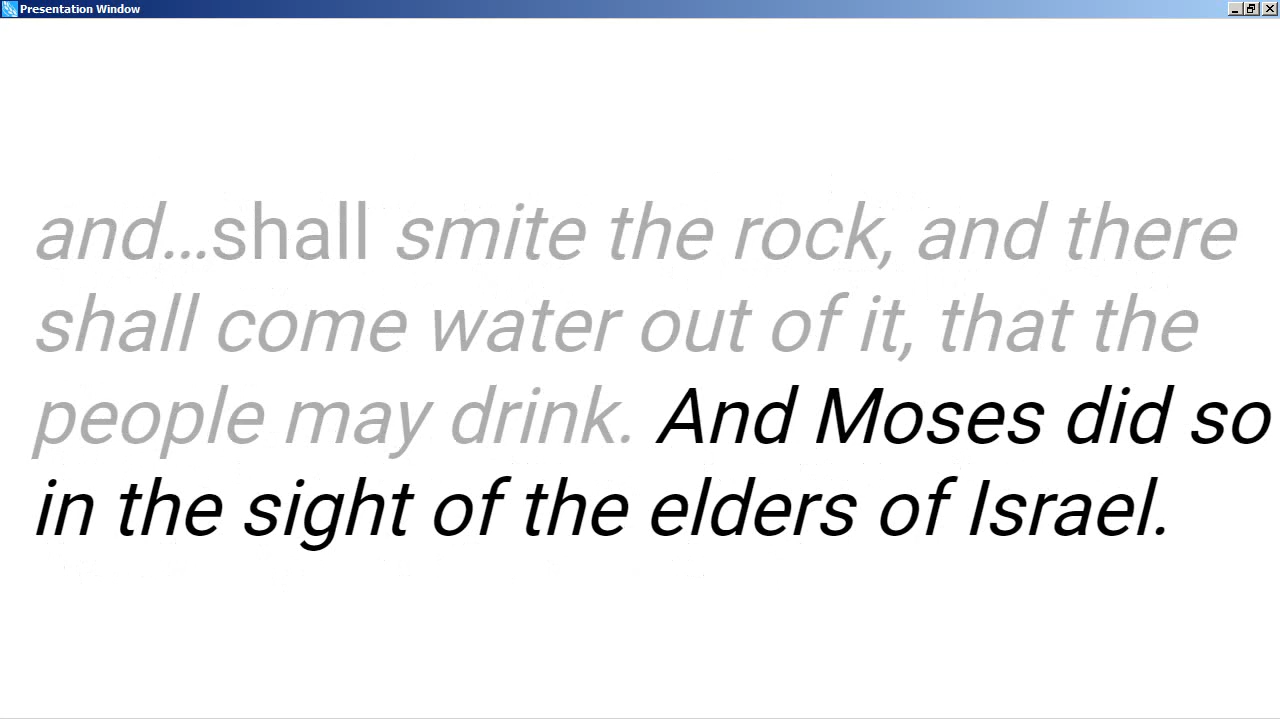 Presentation Window
and…shall smite the rock, and there
shall come water out of it, that the
people may drink. And Moses did so
in the sight of the elders of Israel.